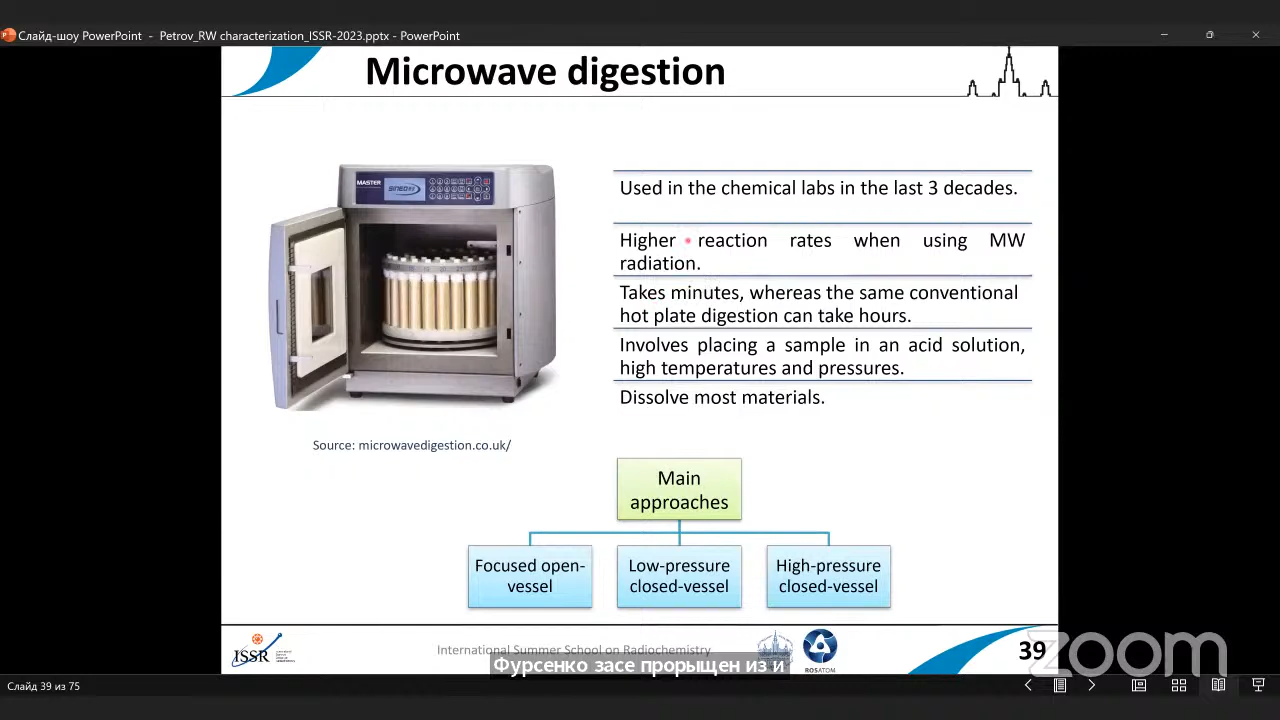 Слайд-шоу PowerPoint - Petrov_RW characterization_ISSR-2023.pptx - PowerPoint
Microwave digestion
MASTER
SINEO
Used in the chemical labs in the last 3 decades.
Higher reaction rates when using MW
radiation.
Takes minutes, whereas the same conventional
hot plate digestion can take hours.
Involves placing a sample in an acid solution,
high temperatures and pressures.
Dissolve most materials.
Source: microwavedigestion.co.uk/
Main
approaches
Focused open-
vessel
Low-pressure
closed-vessel
High-pressure
closed-vessel
ISSR
International Summer School on Radiochemistry
ROSATOM
39
Фурсенко засе прорыщен из и
zoom
Слайд 39 из 75